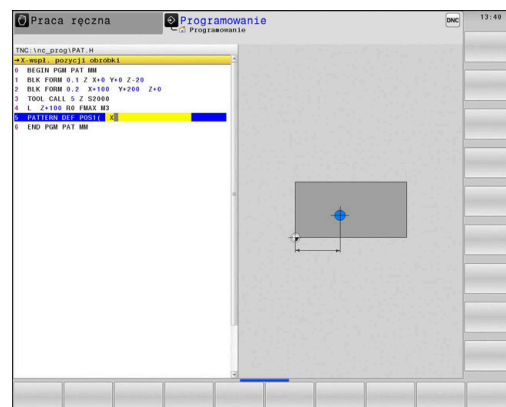 Praca ręczna
Programowanie
Programowanie
DNC
13:40
TNC:\nc_prog\PAT.H
→X-wspł. pozycji obróbki
0 BEGIN PGM PAT MM
1 BLK FORM 0.1 Z X+0 Y+0 Z-20
2 BLK FORM 0.2 X+100 Y+200 Z+0
3 TOOL CALL 5 Z S2000
4 L Z+100 R0 FMAX M3
5 PATTERN DEF POS1( X
6 END PGM PAT MM